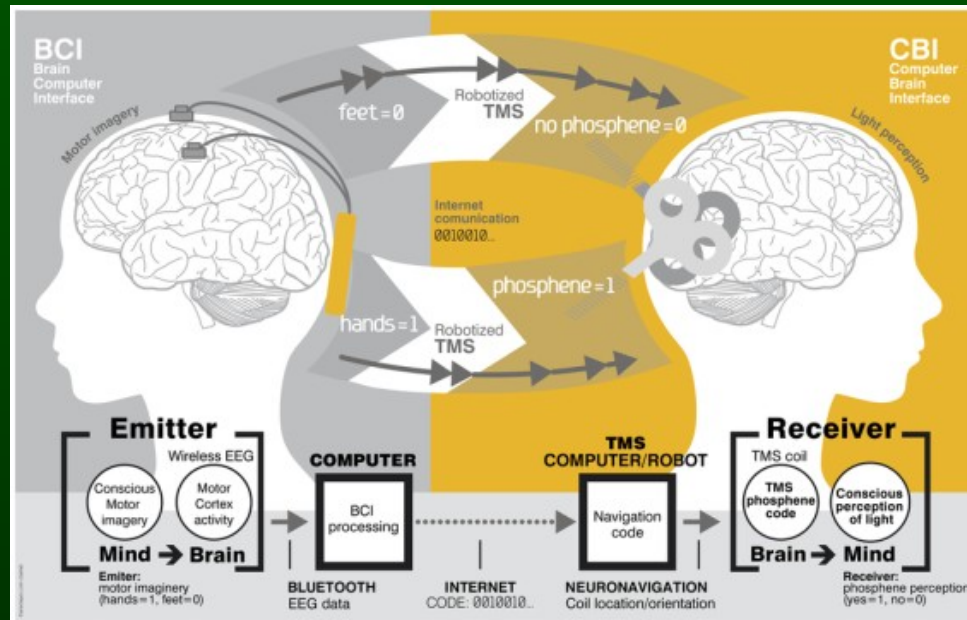 BCI
Brain
Computer
Interface
CBI
Computer
Brain
Interface
Motor imagery
Light perception
feet=0
Robotized
TMS
no phosphene=0
Internet
comunication
0010010...
phosphene=1
hands=1
Robotized
TMS
Emitter
Wireless EEG
Conscious
Motor
imagery
Motor
Cortex
activity
Mind
Brain
Emiter:
motor imaginery
(hands=1, feet=0)
COMPUTER
BCI
processing
BLUETOOTH
EEG data
INTERNET
CODE: 0010010...
TMS
COMPUTER/ROBOT
Navigation
code
NEURONAVIGATION
Coil location/orientation
Receiver
TMS coil
TMS
phosphene
code
Conscious
perception
of light
Brain
Mind
Receiver:
phosphene perception
(yes=1, no=0)